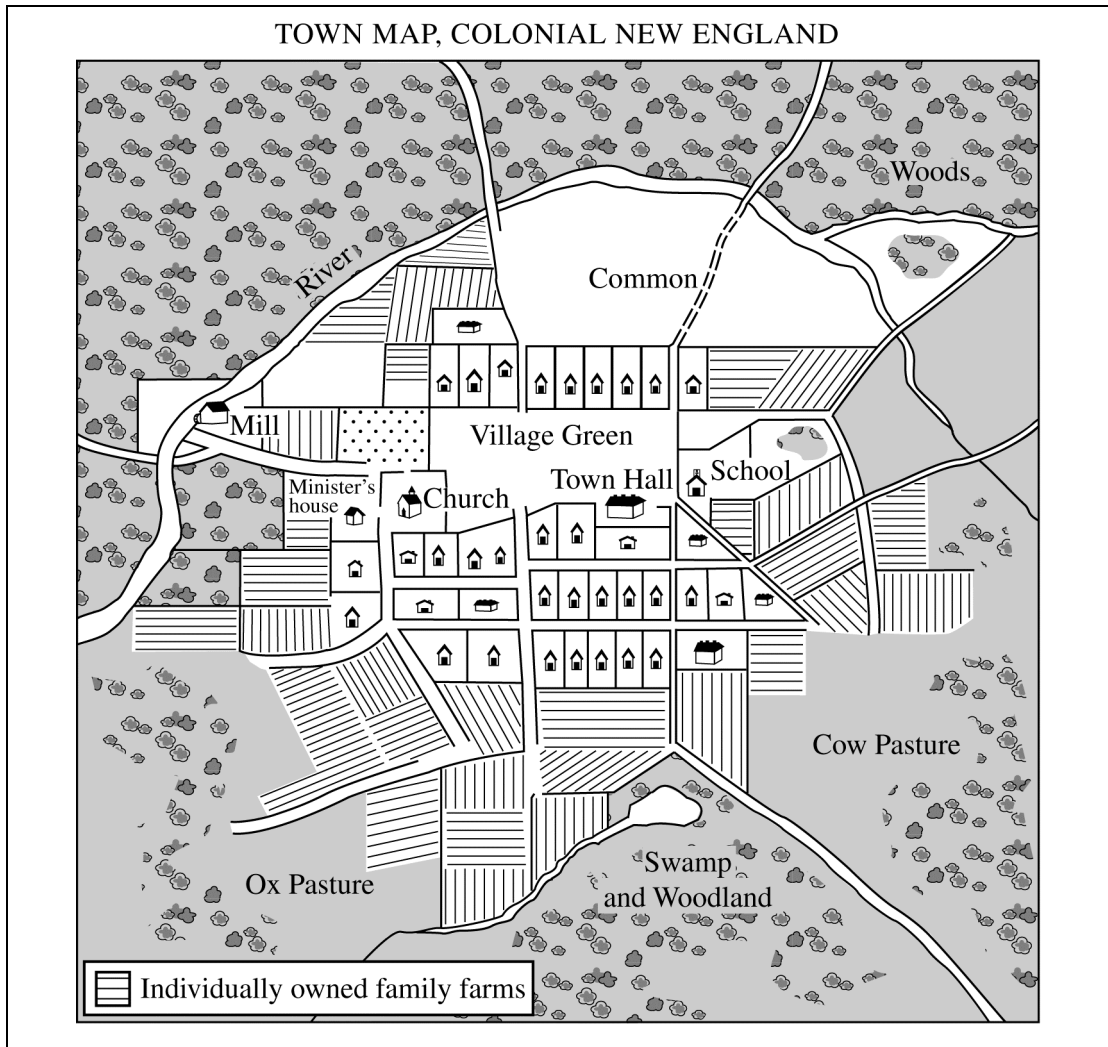 TOWN MAP, COLONIAL NEW ENGLAND
Woods
River
Common
Mill
Village Green
Minister's
house
Church
Town Hall
School
Cow Pasture
Ox Pasture
Swamp
and Woodland
Individually owned family farms